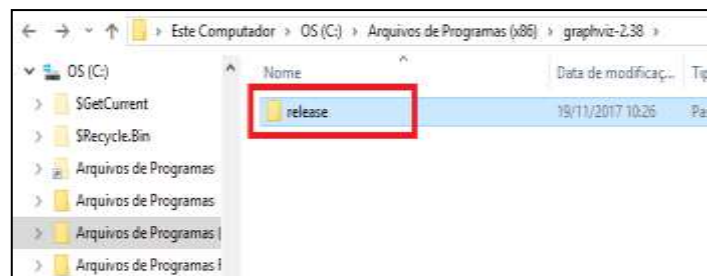 Este Computador > OS (C:) > Arquivos de Programas (x86) > graphviz-2.38 >
OS (C:)
Nome
Data de modificaç...
$GetCurrent
release
19/11/2017 10:26
$Recycle.Bin
Arquivos de Programas
Arquivos de Programas
Arquivos de Programas (
Arquivos de Programas